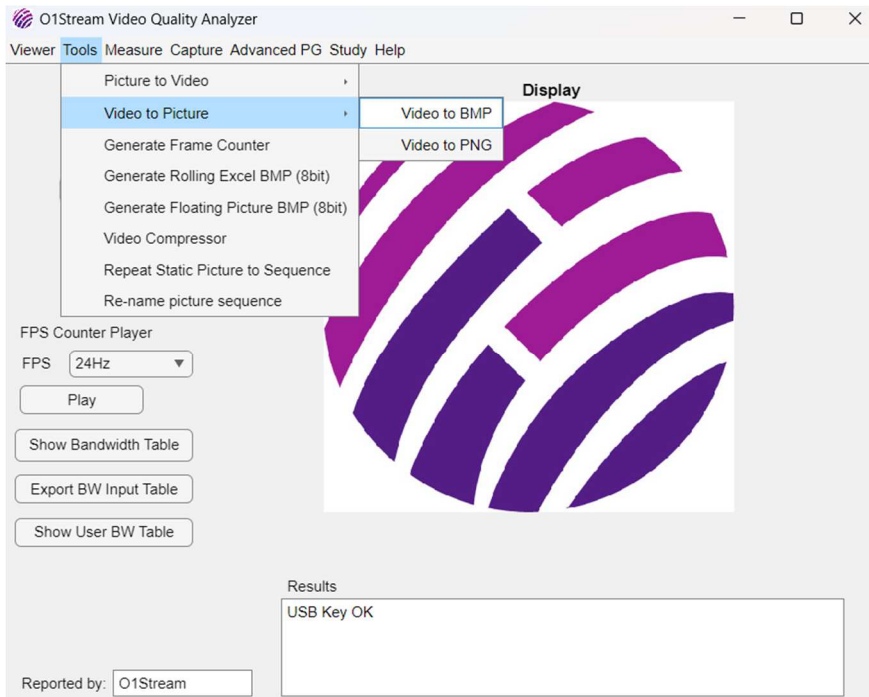 O1Stream Video Quality Analyzer
Viewer Tools Measure Capture Advanced PG Study Help
Picture to Video
Video to Picture
Generate Frame Counter
Generate Rolling Excel BMP (8bit)
Generate Floating Picture BMP (8bit)
Video Compressor
Repeat Static Picture to Sequence
Re-name picture sequence
Video to BMP
Video to PNG
Display
FPS Counter Player
FPS 24Hz
Play
Show Bandwidth Table
Export BW Input Table
Show User BW Table
Results
USB Key OK
Reported by: O1Stream